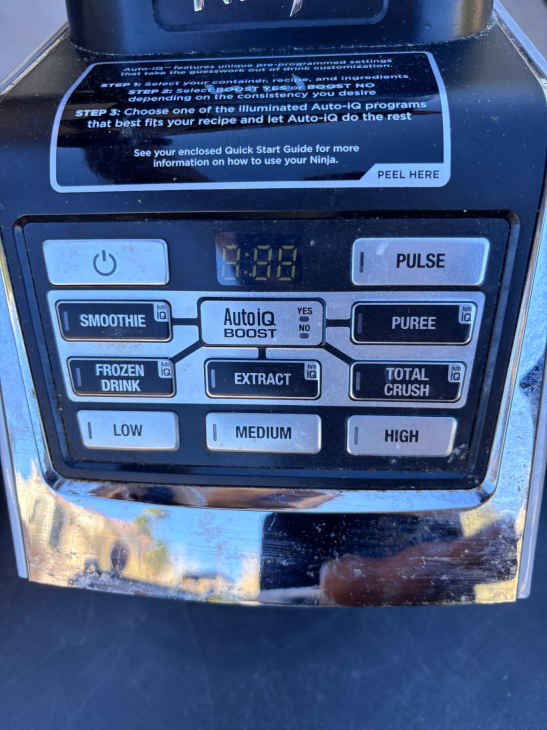 Auto-iQ™ features unique pre-programmed settings
that take the guesswork out of drink customization.
STEP 1: Select your container, recipe, and ingredients
STEP 2: Select BOOST YES or BOOST NO
depending on the consistency you desire
STEP 3: Choose one of the illuminated Auto-iQ programs
that best fits your recipe and let Auto-iQ do the rest
See your enclosed Quick Start Guide for more
information on how to use your Ninja.
PEEL HERE
PULSE
SMOOTHIE
Auto iQ BOOST
YES
NO
PUREE
FROZEN
DRINK
EXTRACT
TOTAL
CRUSH
LOW
MEDIUM
HIGH